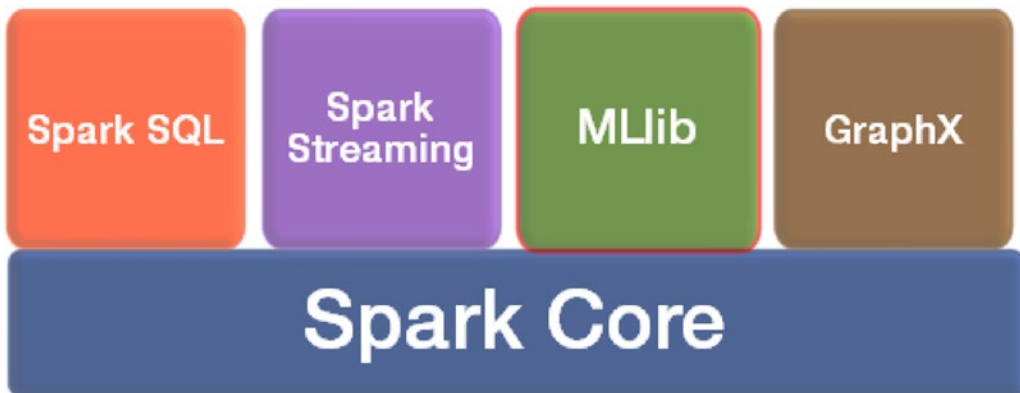 Spark SQL
Spark
Streaming
MLlib
GraphX
Spark Core